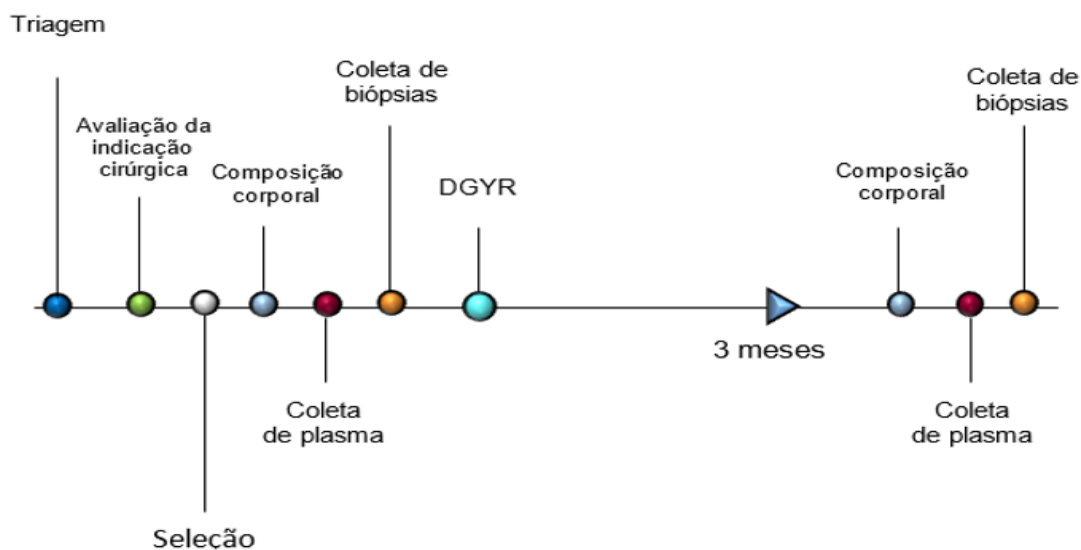 Triagem
Avaliação da
indicação
cirúrgica
Seleção
Composição
corporal
Coleta
de plasma
Coleta de
biópsias
DGYR
3 meses
Composição
corporal
Coleta
de plasma
Coleta de
biópsias